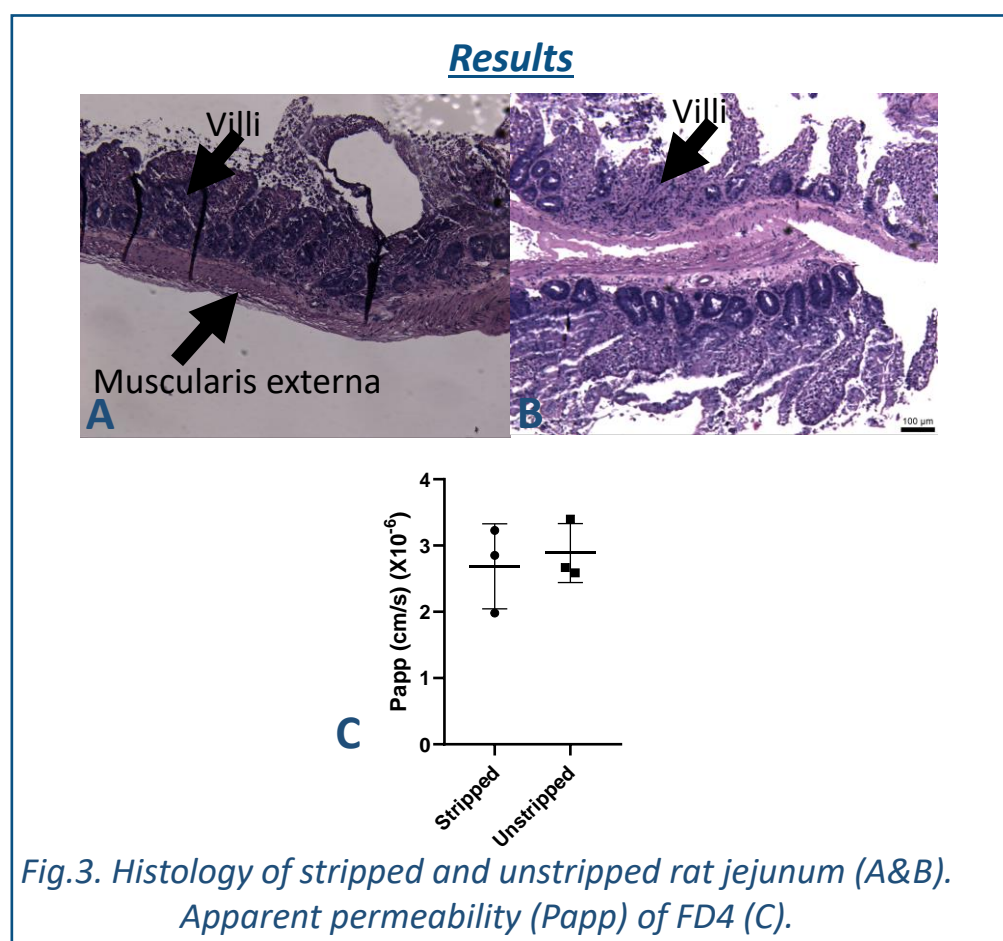 Results
Villi
Muscularis externa
A
Villi
B
100 µm
Papp (cm/s) (X10⁻⁶)
4
3
2
1
0
Stripped
Unstripped
C
Fig.3. Histology of stripped and unstripped rat jejunum (A&B).
Apparent permeability (Papp) of FD4 (C).